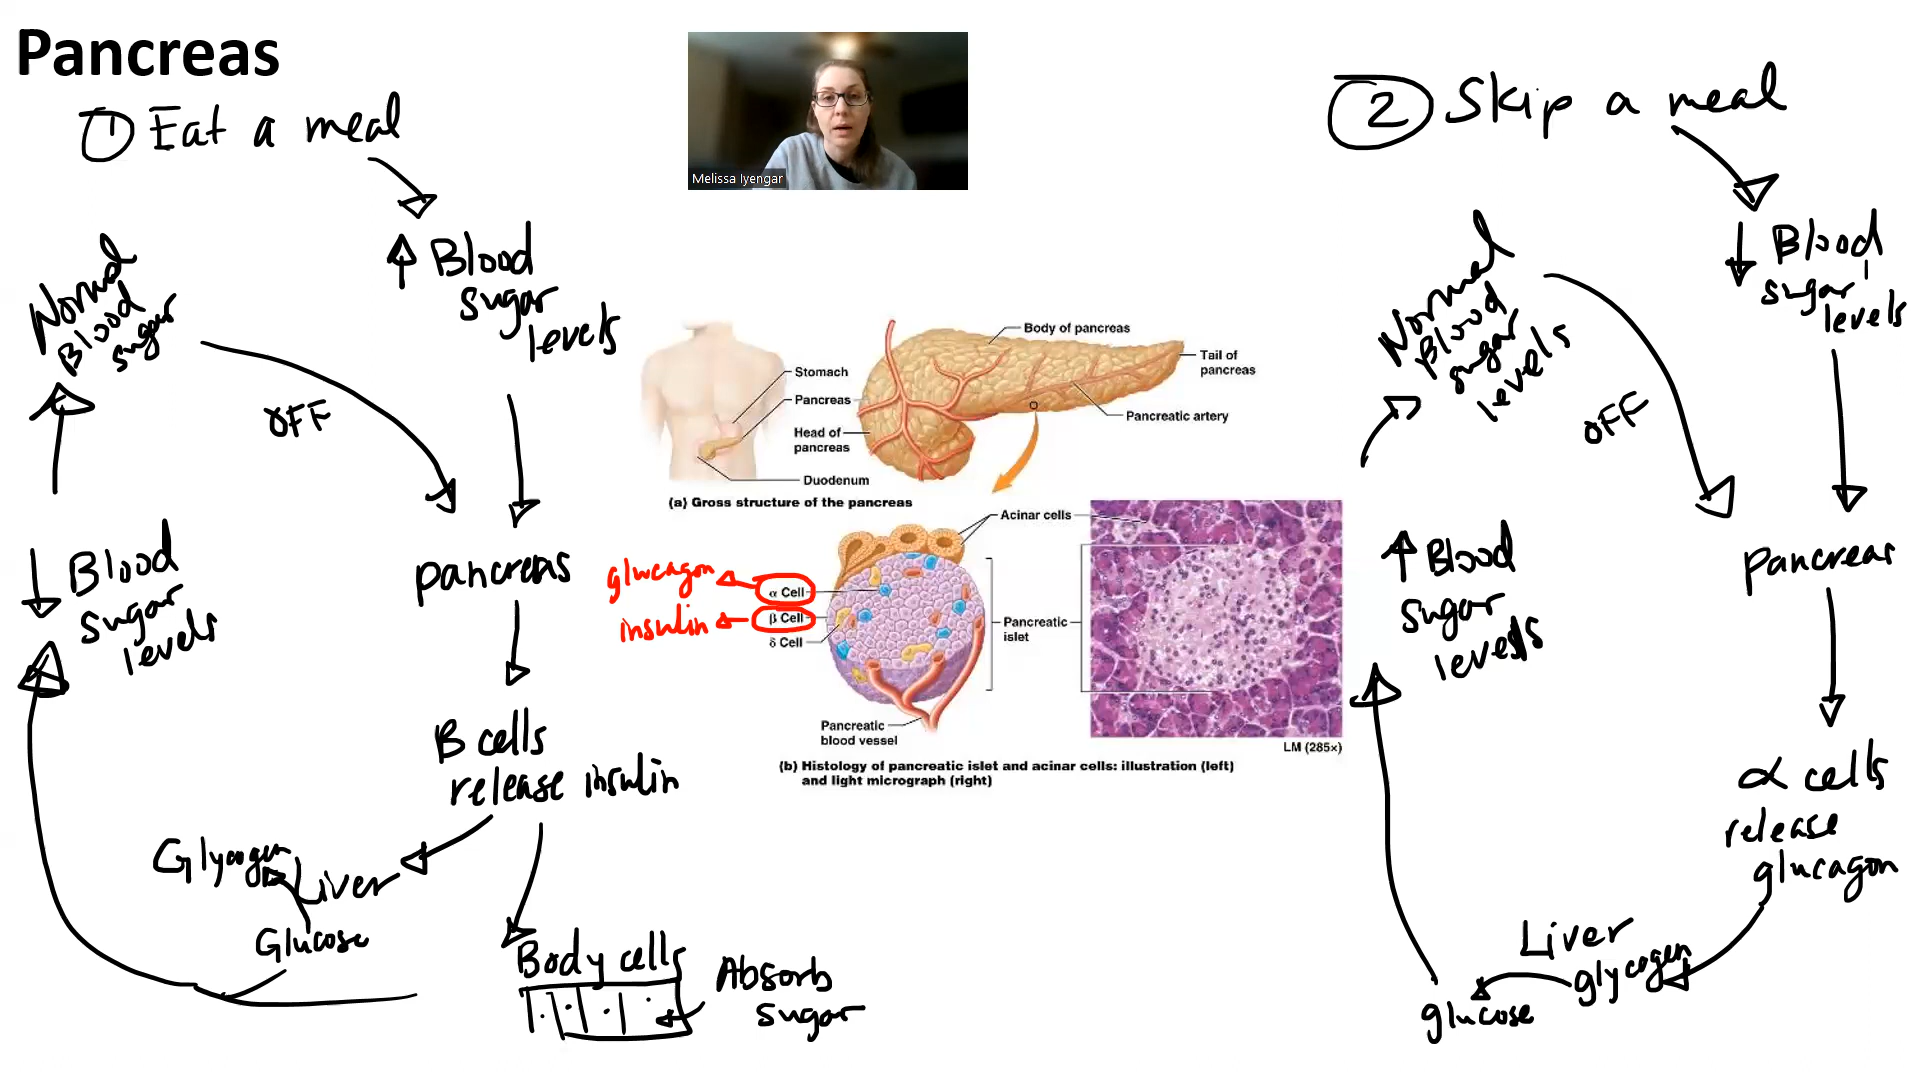 Pancreas
① Eat a meal
↑ Blood
sugar
levels
pancreas
B cells
release insulin
Liver
Glucose
Glycogen
Body cells
Absorb
sugar
↓ Blood
sugar
levels
Normal
Blood
sugar
OFF
Melissa Iyengar
Stomach
Pancreas
Head of
pancreas
Duodenum
Body of pancreas
Tail of
pancreas
Pancreatic artery
(a) Gross structure of the pancreas
Acinar cells
glucagon
α Cell
insulin
β Cell
δ Cell
Pancreatic
islet
Pancreatic
blood vessel
LM (285×)
(b) Histology of pancreatic islet and acinar cells: illustration (left)
and light micrograph (right)
② Skip a meal
↓ Blood
sugar
levels
pancreas
α cells
release
glucagon
Liver
glycogen
glucose
↑ Blood
sugar
levels
Normal
Blood
sugar
levels
OFF